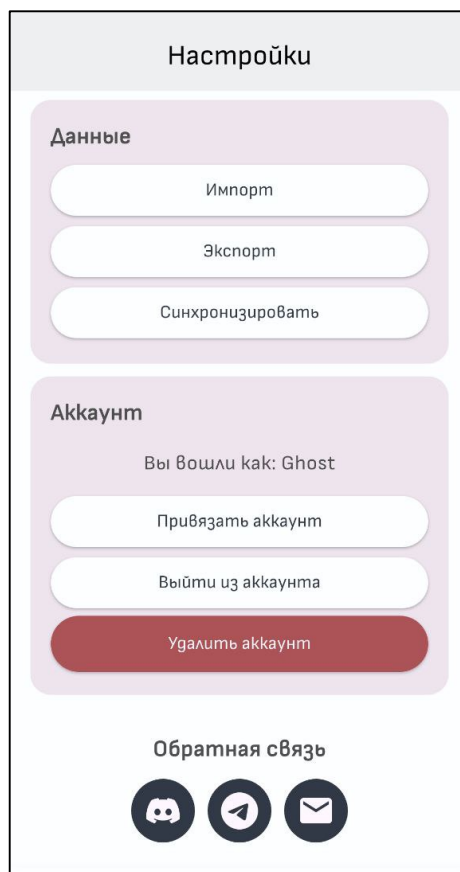 Настройки
Данные
Импорт
Экспорт
Синхронизировать
Аккаунт
Вы вошли как: Ghost
Привязать аккаунт
Выйти из аккаунта
Удалить аккаунт
Обратная связь